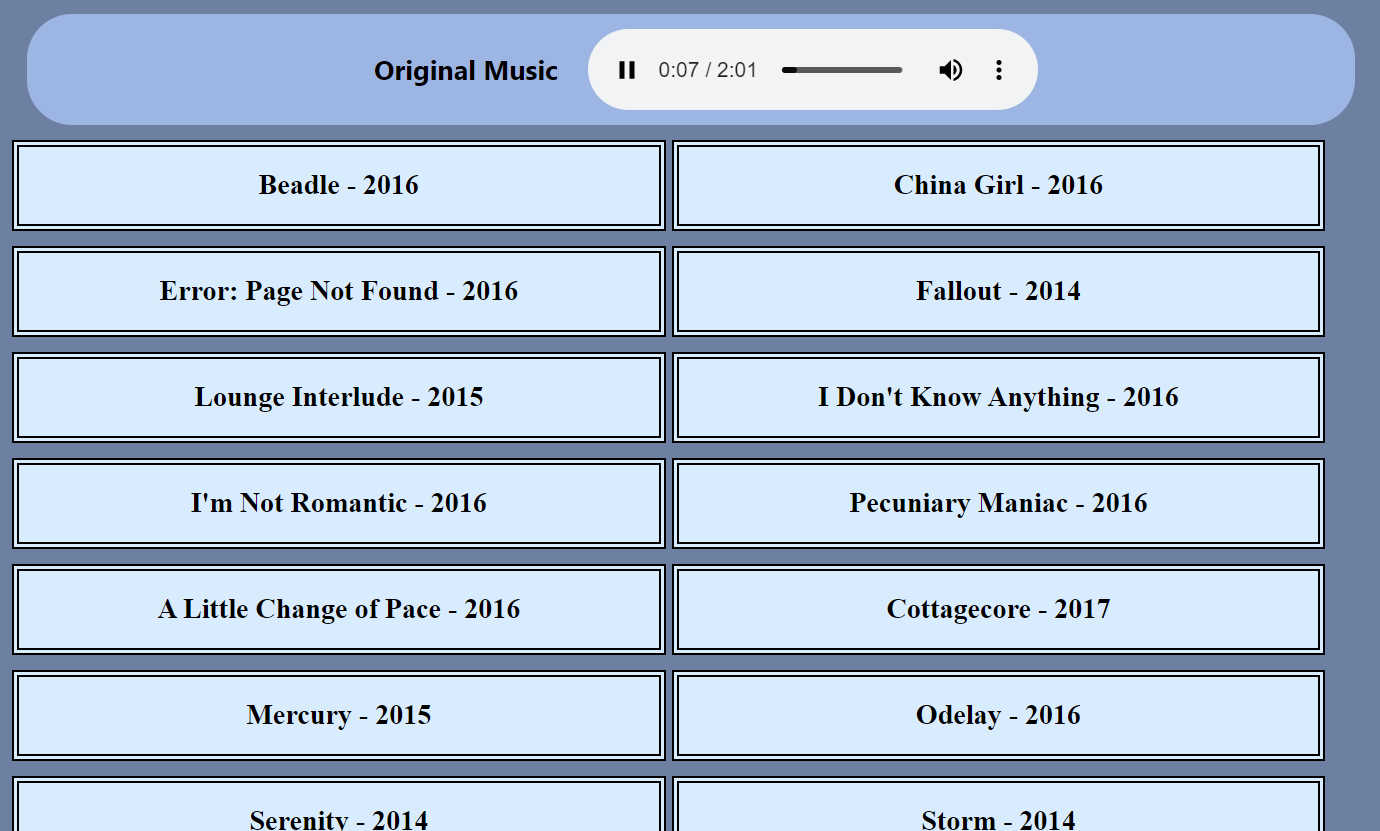 Original Music 0:07 / 2:01
Beadle - 2016
China Girl - 2016
Error: Page Not Found - 2016
Fallout - 2014
Lounge Interlude - 2015
I Don't Know Anything - 2016
I'm Not Romantic - 2016
Pecuniary Maniac - 2016
A Little Change of Pace - 2016
Cottagecore - 2017
Mercury - 2015
Odelay - 2016
Serenity - 2014
Storm - 2014